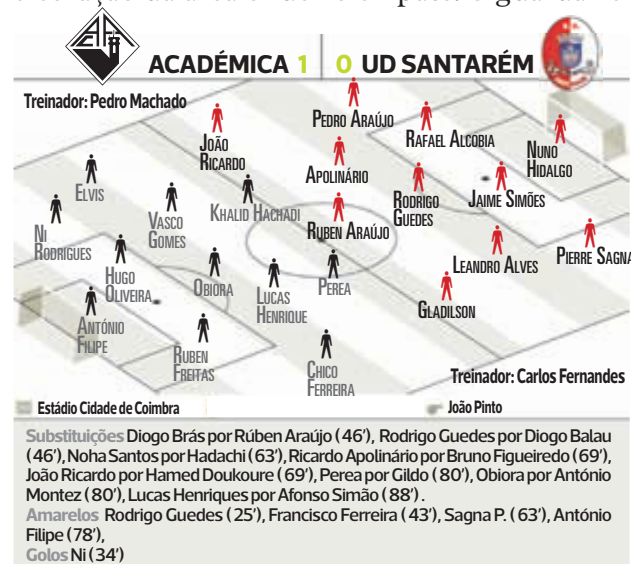 ACADÉMICA 1 0 UD SANTARÉM
Treinador: Pedro Machado
PEDRO ARAÚJO
JOÃO
RICARDO
RAFAEL ALCOBIA
NUNO
HIDALGO
APOLINÁRIO
ELVIS
VASCO
GOMES
KHALID HACHADI
RODRIGO
GUEDES
JAIME SIMÕES
NI
RODRIGUES
RUBEN ARAÚJO
LEANDRO ALVES
PIERRE SAGNA
HUGO
OLIVEIRA
OBIORA
LUCAS
HENRIQUE
PEREA
GLADILSON
ANTÓNIO
FILIPE
RUBEN
FREITAS
CHICO
FERREIRA
Treinador: Carlos Fernandes
Estádio Cidade de Coimbra
João Pinto
Substituições Diogo Brás por Rúben Araújo (46’), Rodrigo Guedes por Diogo Balau
(46’), Noha Santos por Hadachi (63’), Ricardo Apolinário por Bruno Figueiredo (69’),
João Ricardo por Hamed Doukoure (69’), Perea por Gildo (80’), Obiora por António
Montez (80’), Lucas Henriques por Afonso Simão (88’) .
Amarelos Rodrigo Guedes (25’), Francisco Ferreira (43’), Sagna P. (63’), António
Filipe (78’),
Golos Ni (34’)